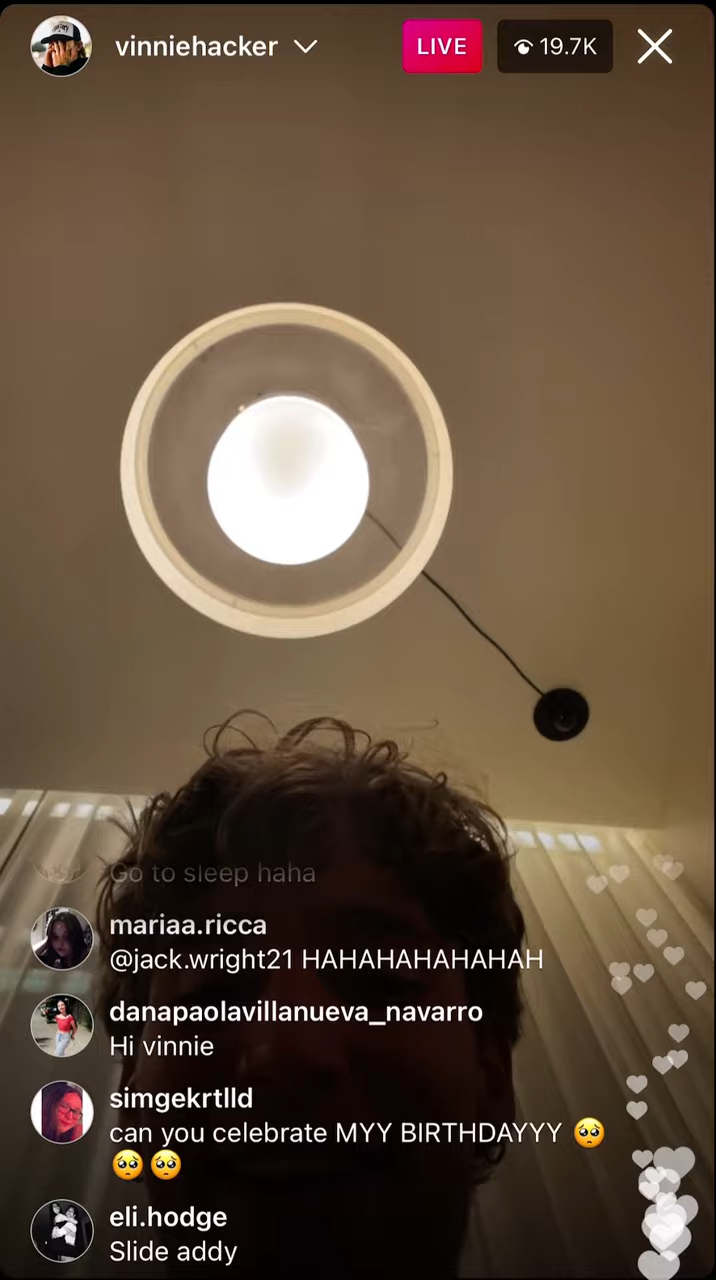 vinniehacker
LIVE
19.7K
Go to sleep haha
mariaa.ricca
@jack.wright21 HAHAHAHAHAHAH
danapaolavillanueva_navarro
Hi vinnie
simgekrtlld
can you celebrate MYY BIRTHDAYYY 🥺
🥺🥺
eli.hodge
Slide addy